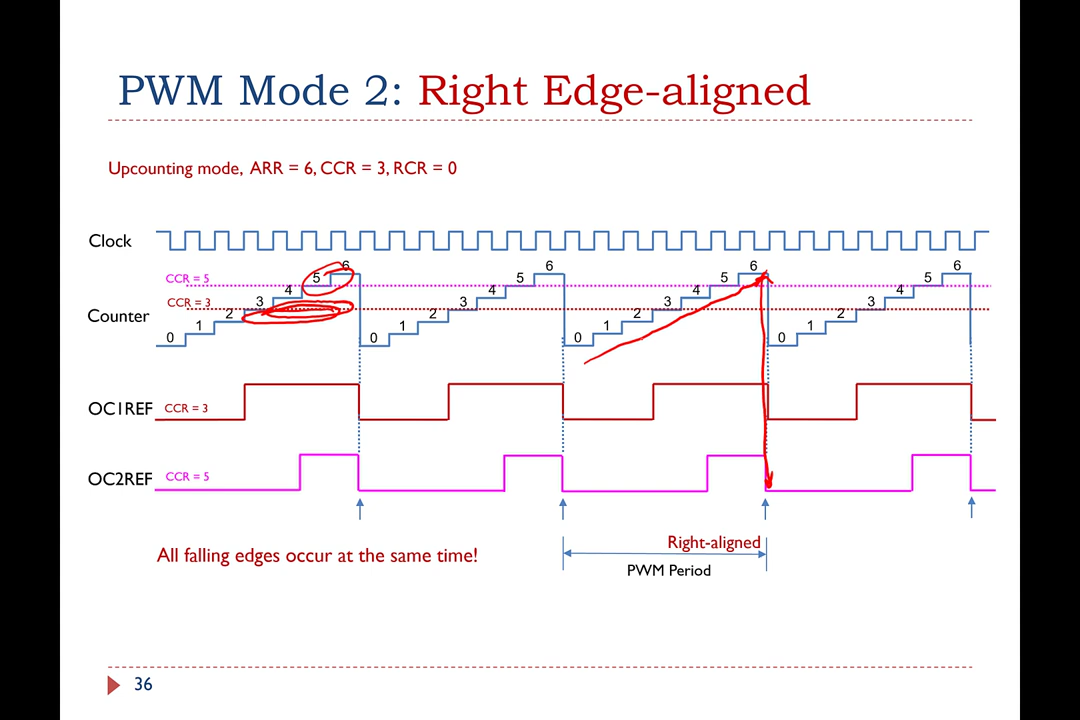 PWM Mode 2: Right Edge-aligned
Upcounting mode, ARR = 6, CCR = 3, RCR = 0
Clock
CCR = 5
CCR = 3
Counter
0 1 2 3 4 5 6
0 1 2 3 4 5 6
0 1 2 3 4 5 6
0 1 2 3 4 5 6
OC1REF CCR = 3
OC2REF CCR = 5
All falling edges occur at the same time!
Right-aligned
PWM Period
36